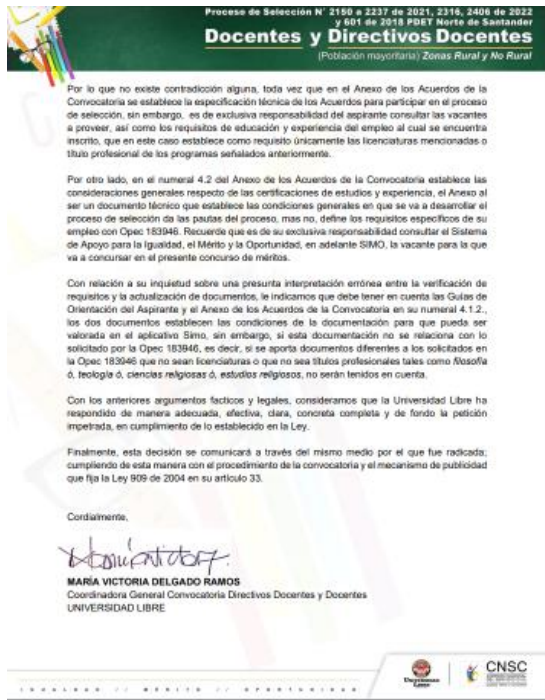 Proceso de Selección N° 2150 a 2237 de 2021, 2316, 2406 de 2022
y 601 de 2018 PDET Norte de Santander
Docentes y Directivos Docentes
(Población mayoritaria) Zonas Rural y No Rural
Por lo que no existe contradicción alguna, toda vez que en el Anexo de los Acuerdos de la
Convocatoria se establece la especificación técnica de los Acuerdos para participar en el proceso
de selección, sin embargo, es de exclusiva responsabilidad del aspirante consultar las vacantes
a proveer, así como los requisitos de educación y experiencia del empleo al cual se encuentra
inscrito, que en este caso establece como requisito únicamente las licenciaturas mencionadas o
título profesional de los programas señalados anteriormente.
Por otro lado, en el numeral 4.2 del Anexo de los Acuerdos de la Convocatoria establece las
consideraciones generales respecto de las certificaciones de estudios y experiencia, el Anexo al
ser un documento técnico que establece las condiciones generales en que se va a desarrollar el
proceso de selección da las pautas del proceso, mas no, define los requisitos específicos de su
empleo con Opec 183946. Recuerde que es de su exclusiva responsabilidad consultar el Sistema
de Apoyo para la Igualdad, el Mérito y la Oportunidad, en adelante SIMO, la vacante para la que
va a concursar en el presente concurso de méritos.
Con relación a su inquietud sobre una presunta interpretación errónea entre la verificación de
requisitos y la actualización de documentos, le indicamos que debe tener en cuenta las Guías de
Orientación del Aspirante y el Anexo de los Acuerdos de la Convocatoria en su numeral 4.1.2.,
los dos documentos establecen las condiciones de la documentación para que pueda ser
valorada en el aplicativo Simo, sin embargo, si esta documentación no se relaciona con lo
solicitado por la Opec 183946, es decir, si se aporta documentos diferentes a los solicitados en
la Opec 183946 que no sean licenciaturas o que no sea títulos profesionales tales como filosofía
ó, teología ó, ciencias religiosas ó, estudios religiosos, no serán tenidos en cuenta.
Con los anteriores argumentos facticos y legales, consideramos que la Universidad Libre ha
respondido de manera adecuada, efectiva, clara, concreta completa y de fondo la petición
impetrada, en cumplimiento de lo establecido en la Ley.
Finalmente, esta decisión se comunicará a través del mismo medio por el que fue radicada;
cumpliendo de esta manera con el procedimiento de la convocatoria y el mecanismo de publicidad
que fija la Ley 909 de 2004 en su artículo 33.
Cordialmente,
MARÍA VICTORIA DELGADO RAMOS
Coordinadora General Convocatoria Directivos Docentes y Docentes
UNIVERSIDAD LIBRE
Universidad Libre
CNSC
IGUALDAD // MÉRITO // OPORTUNIDAD